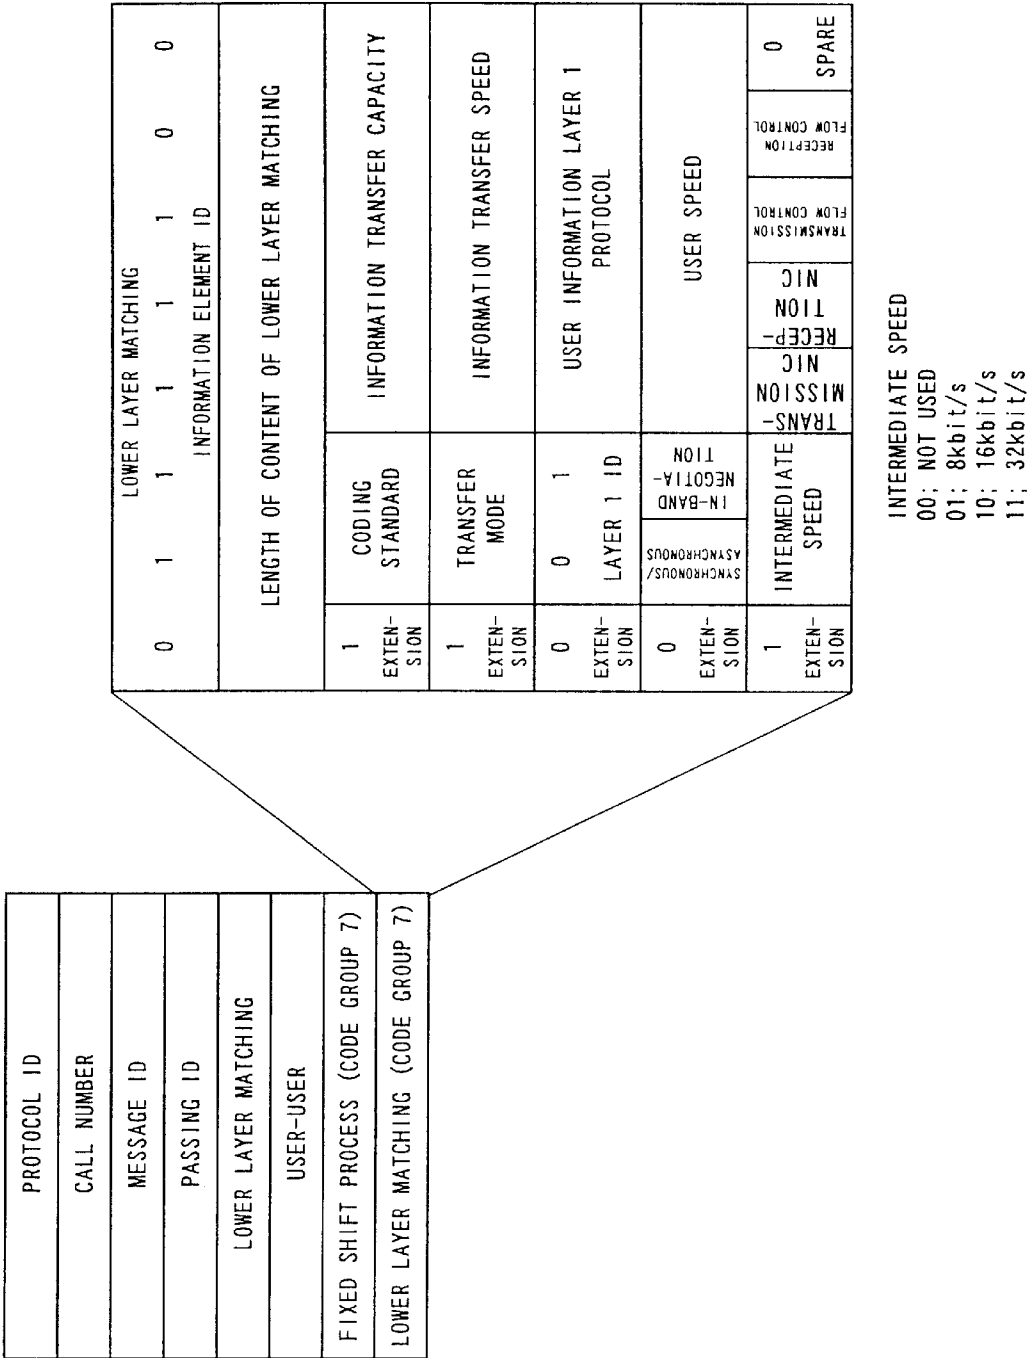 PROTOCOL ID
CALL NUMBER
MESSAGE ID
PASSING ID
LOWER LAYER MATCHING
USER-USER
FIXED SHIFT PROCESS (CODE GROUP 7)
LOWER LAYER MATCHING (CODE GROUP 7)
LOWER LAYER MATCHING
0 1 1 1 1 1 0 0
INFORMATION ELEMENT ID
LENGTH OF CONTENT OF LOWER LAYER MATCHING
1
EXTEN-
SION
CODING
STANDARD
INFORMATION TRANSFER CAPACITY
1
EXTEN-
SION
TRANSFER
MODE
INFORMATION TRANSFER SPEED
0
EXTEN-
SION
0 1
LAYER 1 ID
USER INFORMATION LAYER 1
PROTOCOL
0
EXTEN-
SION
SYNCHRONOUS/
ASYNCHRONOUS
IN-BAND
NEGOTIA-
TION
USER SPEED
1
EXTEN-
SION
INTERMEDIATE
SPEED
TRANS-
MISSION
NIC
RECEP-
TION
NIC
TRANSMISSION
FLOW CONTROL
RECEPTION
FLOW CONTROL
0
SPARE
INTERMEDIATE SPEED
00; NOT USED
01; 8kbit/s
10; 16kbit/s
11; 32kbit/s